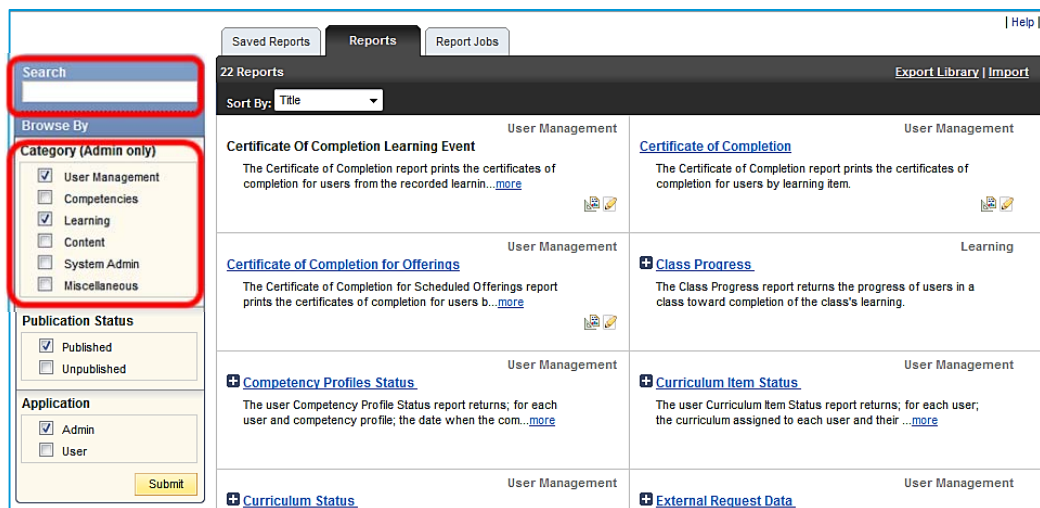 | Help |
Saved Reports Reports Report Jobs
Search
22 Reports Export Library | Import
Sort By: Title
Browse By
Category (Admin only)
User Management
Competencies
Learning
Content
System Admin
Miscellaneous
Publication Status
Published
Unpublished
Application
Admin
User
Submit
User Management
Certificate Of Completion Learning Event
The Certificate of Completion report prints the certificates of
completion for users from the recorded learnin...more
User Management
Certificate of Completion
The Certificate of Completion report prints the certificates of
completion for users by learning item.
User Management
Certificate of Completion for Offerings
The Certificate of Completion for Scheduled Offerings report
prints the certificates of completion for users b...more
Learning
Class Progress
The Class Progress report returns the progress of users in a
class toward completion of the class's learning.
User Management
Competency Profiles Status
The user Competency Profile Status report returns; for each
user and competency profile; the date when the com...more
User Management
Curriculum Item Status
The user Curriculum Item Status report returns; for each user;
the curriculum assigned to each user and their ...more
User Management
Curriculum Status
User Management
External Request Data